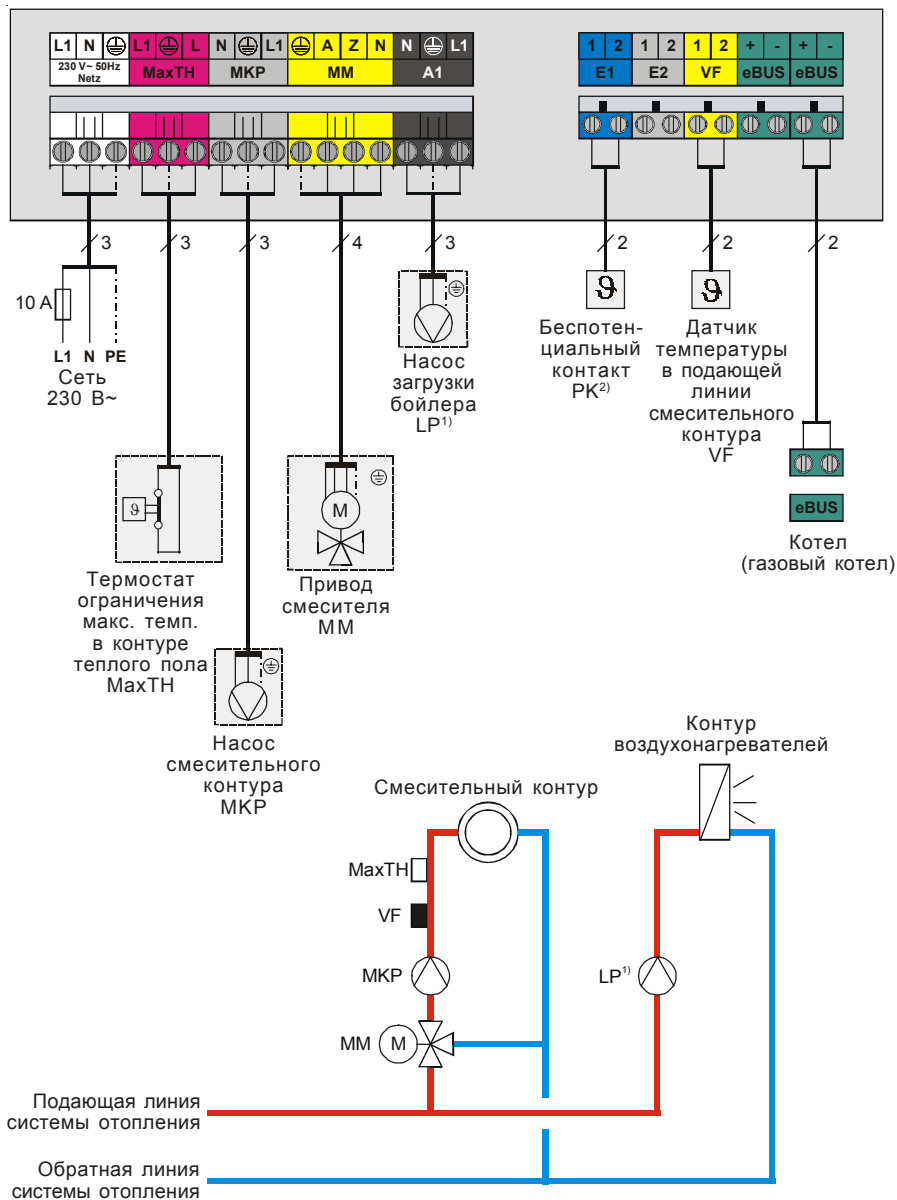 L1 N L1 L N L1 A Z N N L1
230 V~ 50Hz
Netz
MaxTH MKP MM A1
1 2 1 2 1 2 + - + -
E1 E2 VF eBUS eBUS
3 3 3 4 3 2 2 2
10 A
L1 N PE
Сеть
230 В~
Насос
загрузки
бойлера
LP1)
Беспотен-
циальный
контакт
PK2)
Датчик
температуры
в подающей
линии
смесительного
контура
VF
eBUS
Котел
(газовый котел)
Термостат
ограничения
макс. темп.
в контуре
теплого пола
MaxTH
M
Привод
смесителя
MM
Насос
смесительного
контура
MKP
Контур
воздухонагревателей
Смесительный контур
MaxTH
VF
MKP
LP1)
MM M
Подающая линия
системы отопления
Обратная линия
системы отопления